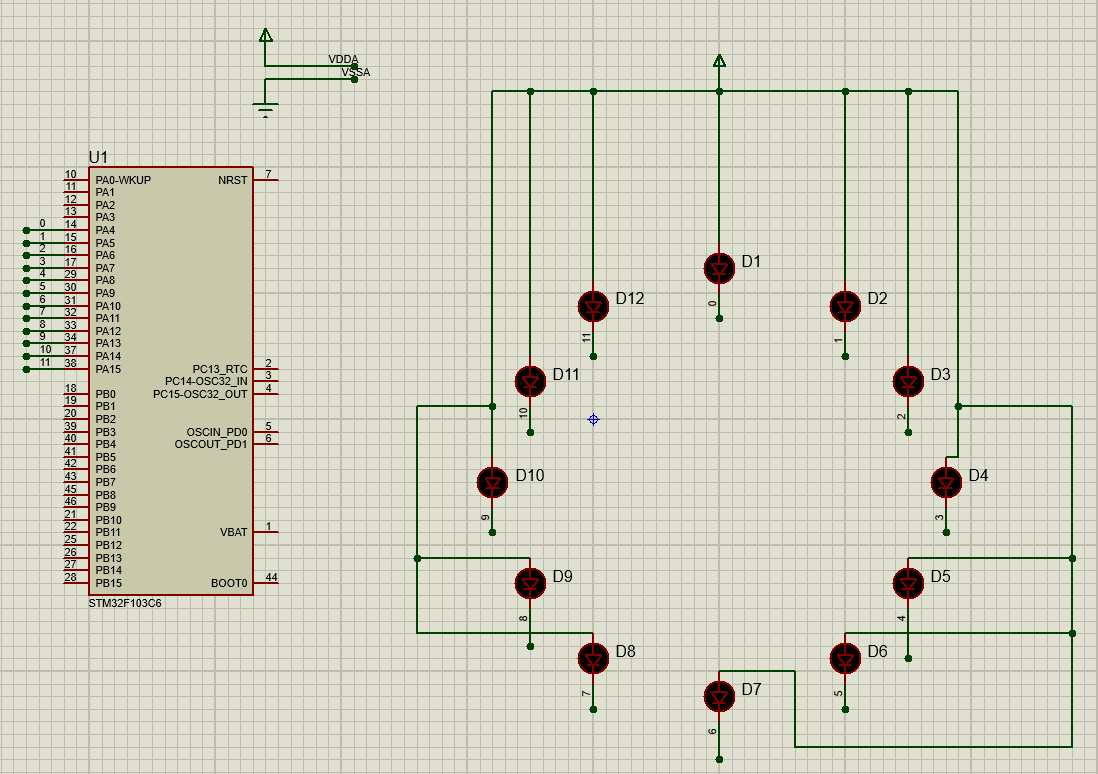 VDDA
VSSA
U1
10 PA0-WKUP NRST 7
11 PA1
12 PA2
13 PA3
0 14 PA4
1 15 PA5
2 16 PA6
3 17 PA7
4 29 PA8
5 30 PA9
6 31 PA10
7 32 PA11
8 33 PA12
9 34 PA13
10 37 PA14
11 38 PA15
PC13_RTC 2
PC14-OSC32_IN 3
18 PB0 PC15-OSC32_OUT 4
19 PB1
20 PB2
39 PB3 OSCIN_PD0 5
40 PB4 OSCOUT_PD1 6
41 PB5
42 PB6
43 PB7
45 PB8
46 PB9
21 PB10
22 PB11 VBAT 1
25 PB12
26 PB13
27 PB14
28 PB15 BOOT0 44
STM32F103C6
D1
0
D12
11
D2
1
D11
10
D3
2
D10
9
D4
3
D9
8
D5
4
D8
7
D6
5
D7
6